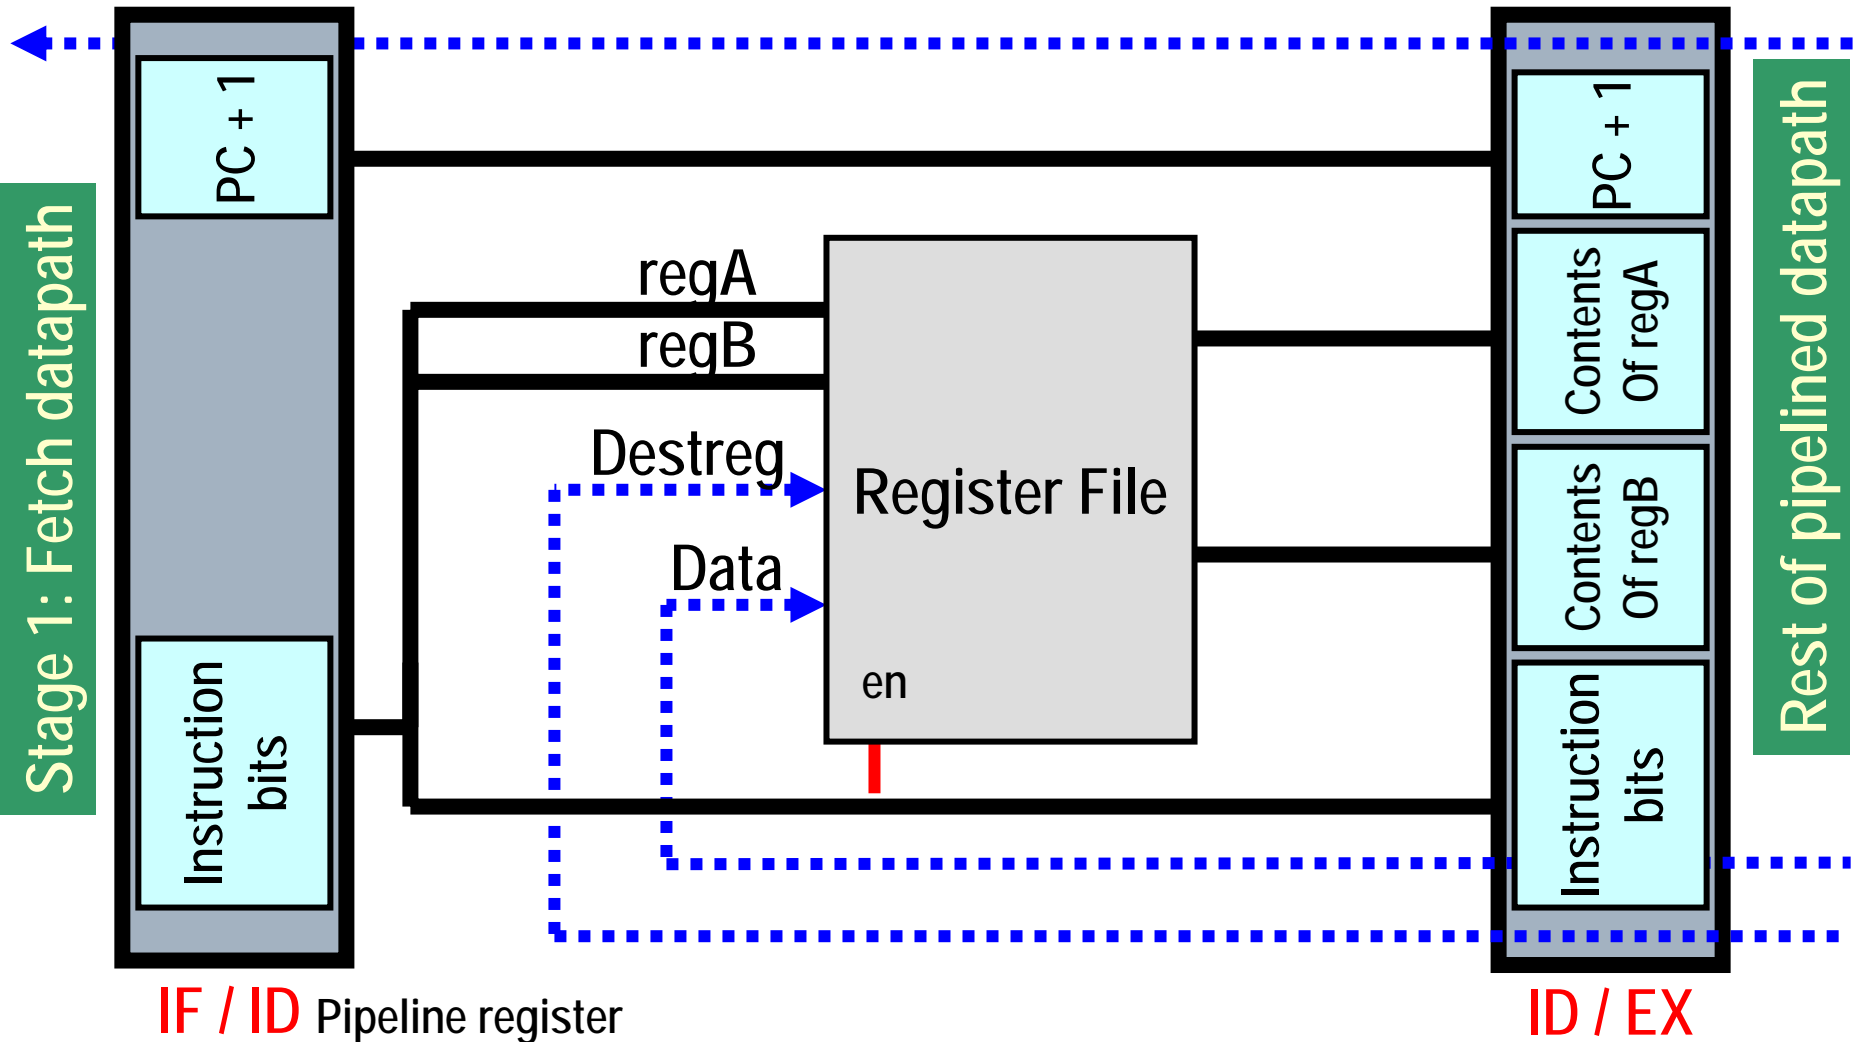 Stage 1: Fetch datapath
PC + 1
Instruction
bits
regA
regB
Destreg
Data
Register File
en
PC + 1
Contents
Of regA
Contents
Of regB
Instruction
bits
Rest of pipelined datapath
IF / ID Pipeline register
ID / EX